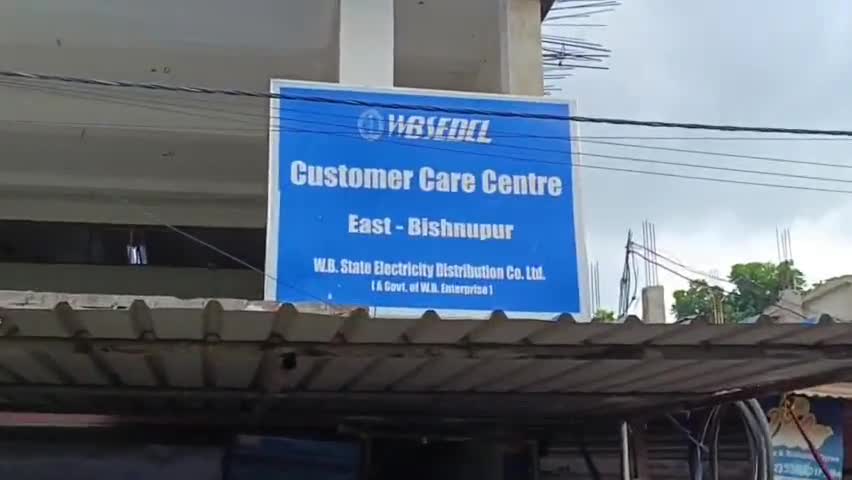 WBSEDCL
Customer Care Centre
East - Bishnupur
W.B. State Electricity Distribution Co. Ltd.
( A Govt. of W.B. Enterprise )